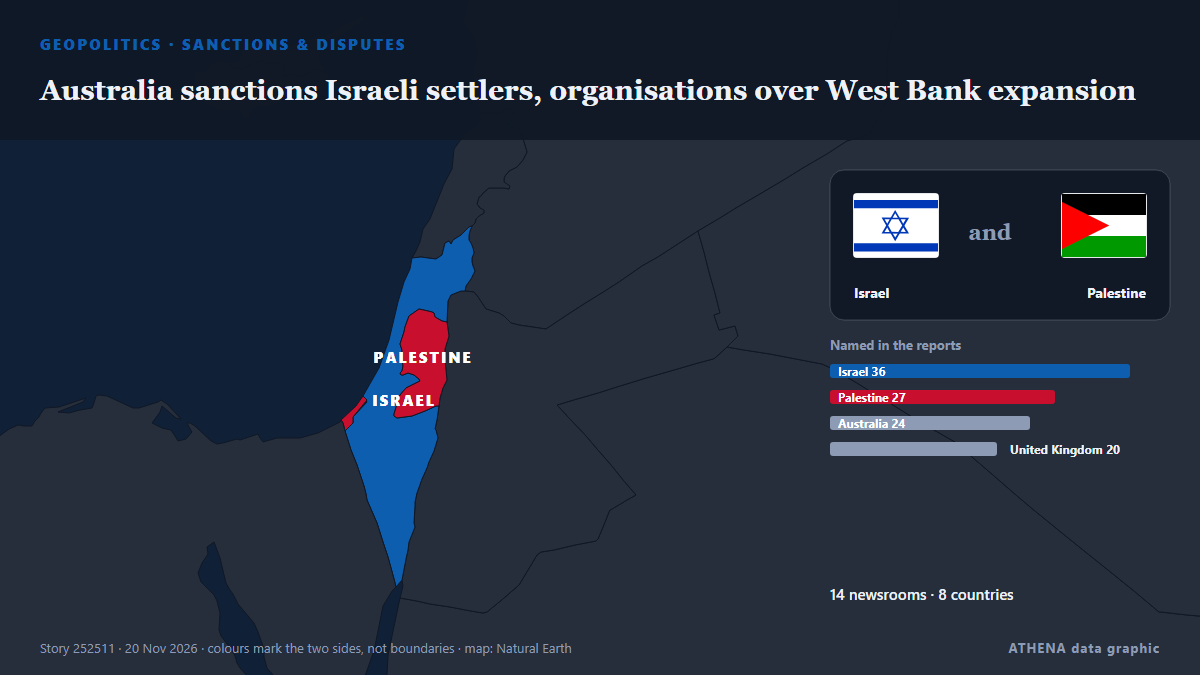 GEOPOLITICS · SANCTIONS & DISPUTES
Australia sanctions Israeli settlers, organisations over West Bank expansion
and
Israel
Palestine
Named in the reports
Israel 36
Palestine 27
Australia 24
United Kingdom 20
PALESTINE
ISRAEL
14 newsrooms · 8 countries
Story 252511 · 20 Nov 2026 · colours mark the two sides, not boundaries · map: Natural Earth
ATHENA data graphic